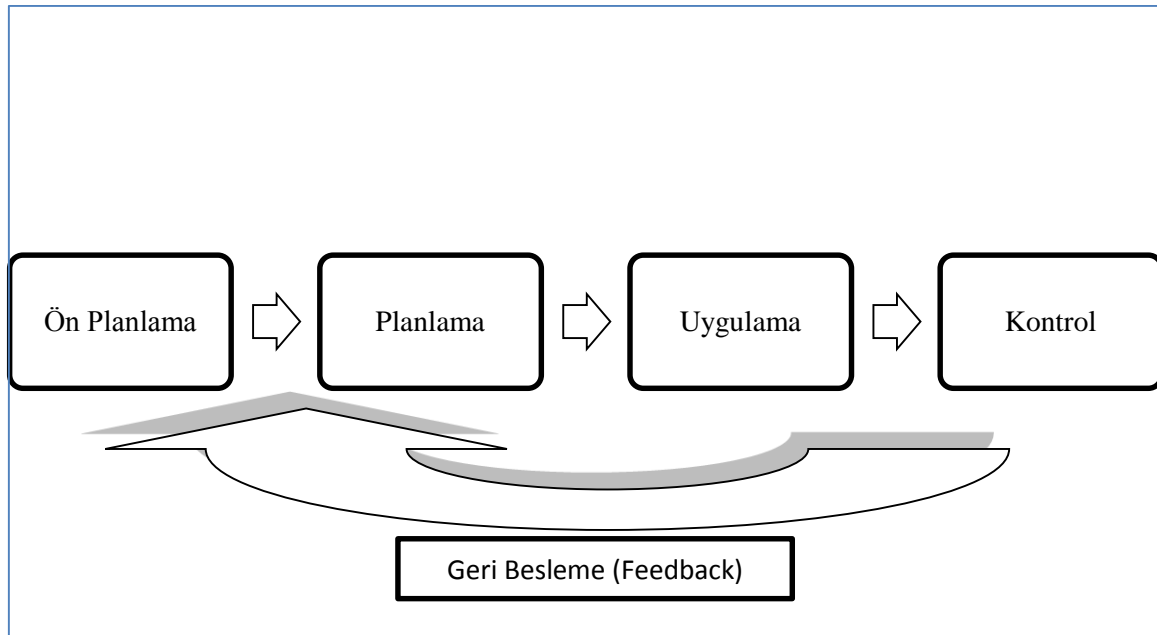 Ön Planlama
Planlama
Uygulama
Kontrol
Geri Besleme (Feedback)